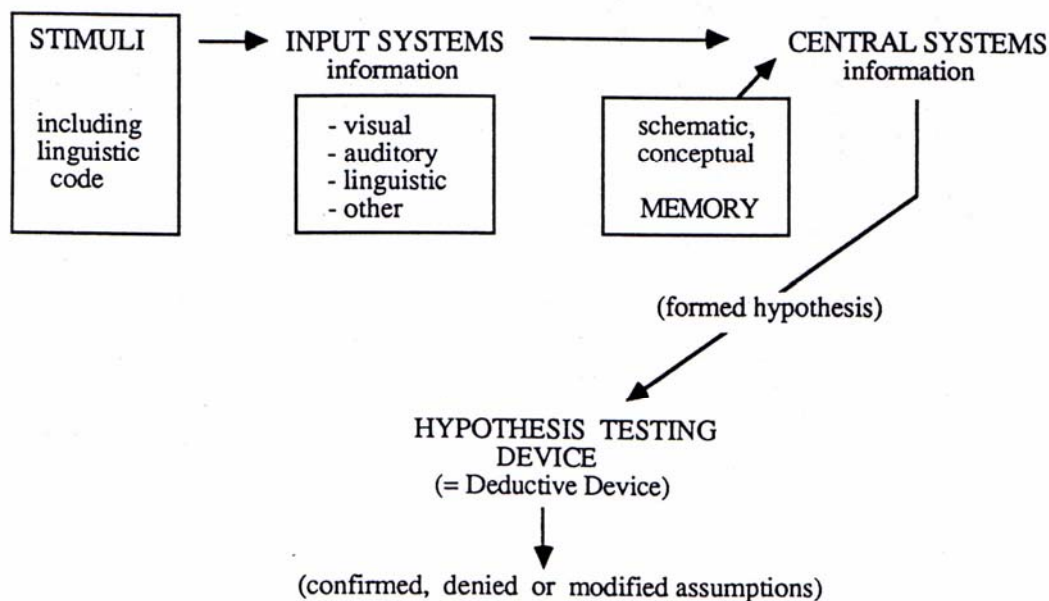 STIMULI
including
linguistic
code
INPUT SYSTEMS
information
- visual
- auditory
- linguistic
- other
CENTRAL SYSTEMS
information
schematic,
conceptual
MEMORY
(formed hypothesis)
HYPOTHESIS TESTING
DEVICE
(= Deductive Device)
(confirmed, denied or modified assumptions)